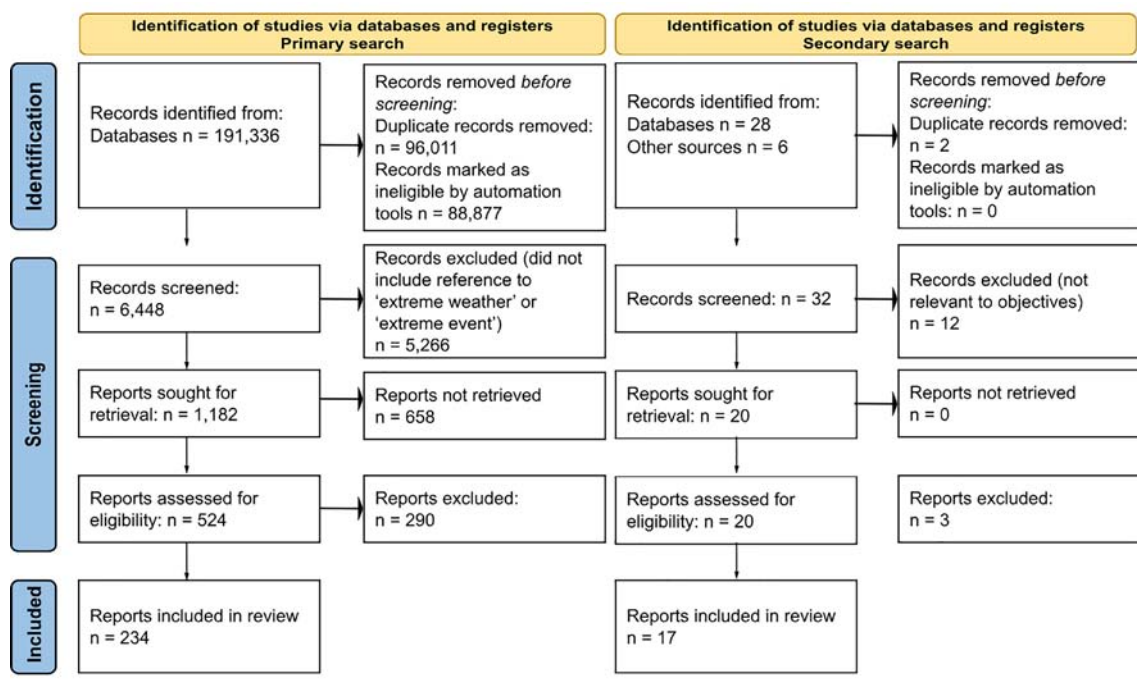 Identification of studies via databases and registers
Primary search
Identification of studies via databases and registers
Secondary search
Identification
Records identified from:
Databases n = 191,336
Records removed before
screening:
Duplicate records removed:
n = 96,011
Records marked as
ineligible by automation
tools n = 88,877
Records identified from:
Databases n = 28
Other sources n = 6
Records removed before
screening:
Duplicate records removed:
n = 2
Records marked as
ineligible by automation
tools: n = 0
Screening
Records screened:
n = 6,448
Records excluded (did not
include reference to
‘extreme weather’ or
‘extreme event’)
n = 5,266
Records screened: n = 32
Records excluded (not
relevant to objectives)
n = 12
Reports sought for
retrieval: n = 1,182
Reports not retrieved
n = 658
Reports sought for
retrieval: n = 20
Reports not retrieved
n = 0
Reports assessed for
eligibility: n = 524
Reports excluded:
n = 290
Reports assessed for
eligibility: n = 20
Reports excluded:
n = 3
Included
Reports included in review
n = 234
Reports included in review
n = 17